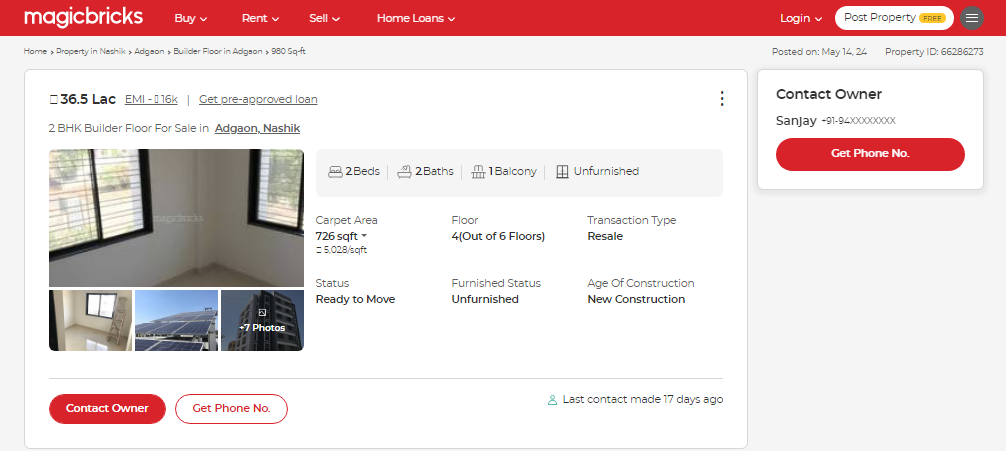 magicbricks Buy Rent Sell Home Loans Login Post Property FREE
Home > Property in Nashik > Adgaon > Builder Floor in Adgaon > 980 Sq-ft Posted on: May 14, 24 Property ID: 66286273
36.5 Lac EMI - 16k | Get pre-approved loan
2 BHK Builder Floor For Sale in Adgaon, Nashik
magicbricks
+7 Photos
2 Beds 2 Baths 1 Balcony Unfurnished
Carpet Area Floor Transaction Type
726 sqft 4(Out of 6 Floors) Resale
5,028/sqft
Status Furnished Status Age Of Construction
Ready to Move Unfurnished New Construction
Contact Owner Get Phone No. Last contact made 17 days ago
Contact Owner
Sanjay +91-94XXXXXXXX
Get Phone No.